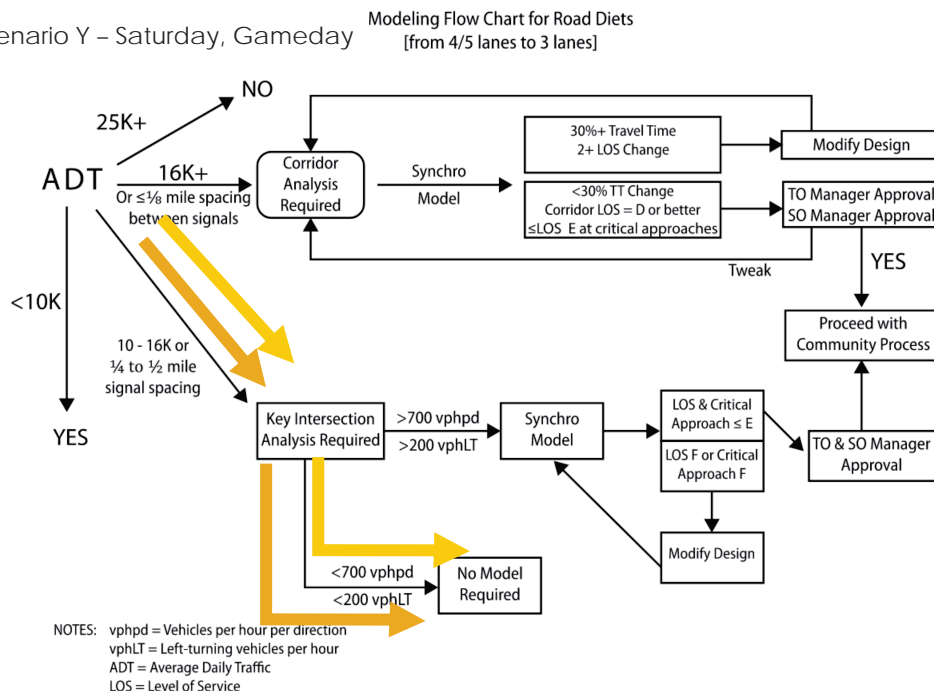 enario Y – Saturday, Gameday
Modeling Flow Chart for Road Diets
[from 4/5 lanes to 3 lanes]
NO
25K+
ADT
16K+
Or ≤⅛ mile spacing
between signals
Corridor
Analysis
Required
Synchro
Model
30%+ Travel Time
2+ LOS Change
Modify Design
<30% TT Change
Corridor LOS = D or better
≤LOS E at critical approaches
TO Manager Approval
SO Manager Approval
Tweak
YES
<10K
Proceed with
Community Process
10 - 16K or
¼ to ½ mile
signal spacing
YES
Key Intersection
Analysis Required
>700 vphpd
>200 vphLT
Synchro
Model
LOS & Critical
Approach ≤ E
LOS F or Critical
Approach F
TO & SO Manager
Approval
Modify Design
<700 vphpd
<200 vphLT
No Model
Required
NOTES: vphpd = Vehicles per hour per direction
vphLT = Left-turning vehicles per hour
ADT = Average Daily Traffic
LOS = Level of Service